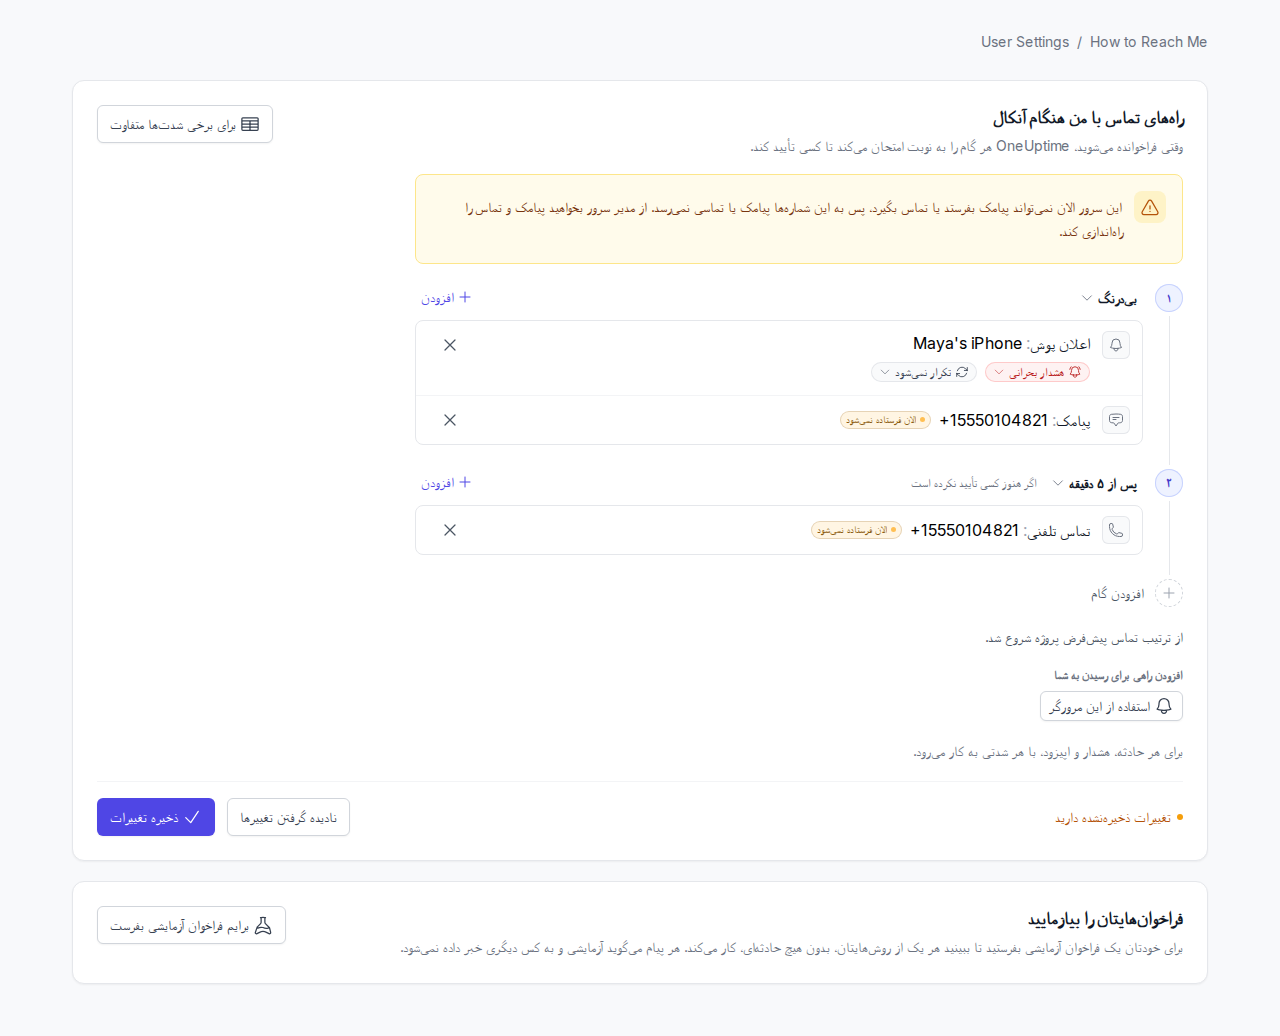 User Settings / How to Reach Me
راه‌های تماس با من هنگام آنکال
برای برخی شدت‌ها متفاوت
وقتی فراخوانده می‌شوید، OneUptime هر گام را به نوبت امتحان می‌کند تا کسی تأیید کند.
این سرور الان نمی‌تواند پیامک بفرستد یا تماس بگیرد، پس به این شماره‌ها پیامک یا تماسی نمی‌رسد. از مدیر سرور بخواهید پیامک و تماس را
راه‌اندازی کند.
۱
بی‌درنگ
افزودن
اعلان پوش: Maya's iPhone
هشدار بحرانی
تکرار نمی‌شود
پیامک: +15550104821
الان فرستاده نمی‌شود
۲
پس از ۵ دقیقه
اگر هنوز کسی تأیید نکرده است
افزودن
تماس تلفنی: +15550104821
الان فرستاده نمی‌شود
افزودن گام
از ترتیب تماس پیش‌فرض پروژه شروع شد.
افزودن راهی برای رسیدن به شما
استفاده از این مرورگر
برای هر حادثه، هشدار و اپیزود، با هر شدتی به کار می‌رود.
تغییرات ذخیره‌نشده دارید
نادیده گرفتن تغییرها
ذخیره تغییرات
فراخوان‌هایتان را بیازمایید
برایم فراخوان آزمایشی بفرست
برای خودتان یک فراخوان آزمایشی بفرستید تا ببینید هر یک از روش‌هایتان، بدون هیچ حادثه‌ای، کار می‌کند. هر پیام می‌گوید آزمایشی و به کس دیگری خبر داده نمی‌شود.